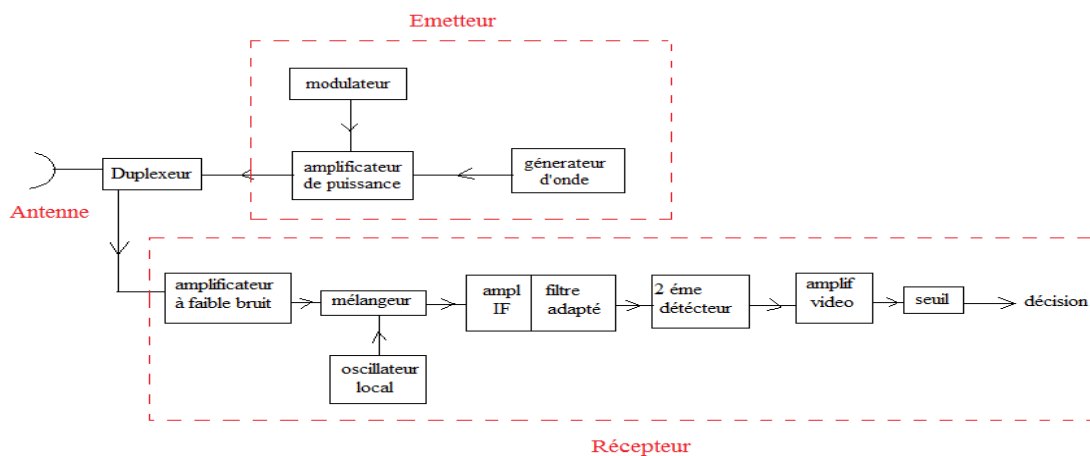 Emetteur
modulateur
Duplexeur
amplificateur
de puissance
génerateur
d'onde
Antenne
amplificateur
à faible bruit
mélangeur
ampl
IF
filtre
adapté
2 éme
détécteur
amplif
video
seuil
décision
oscillateur
local
Récepteur